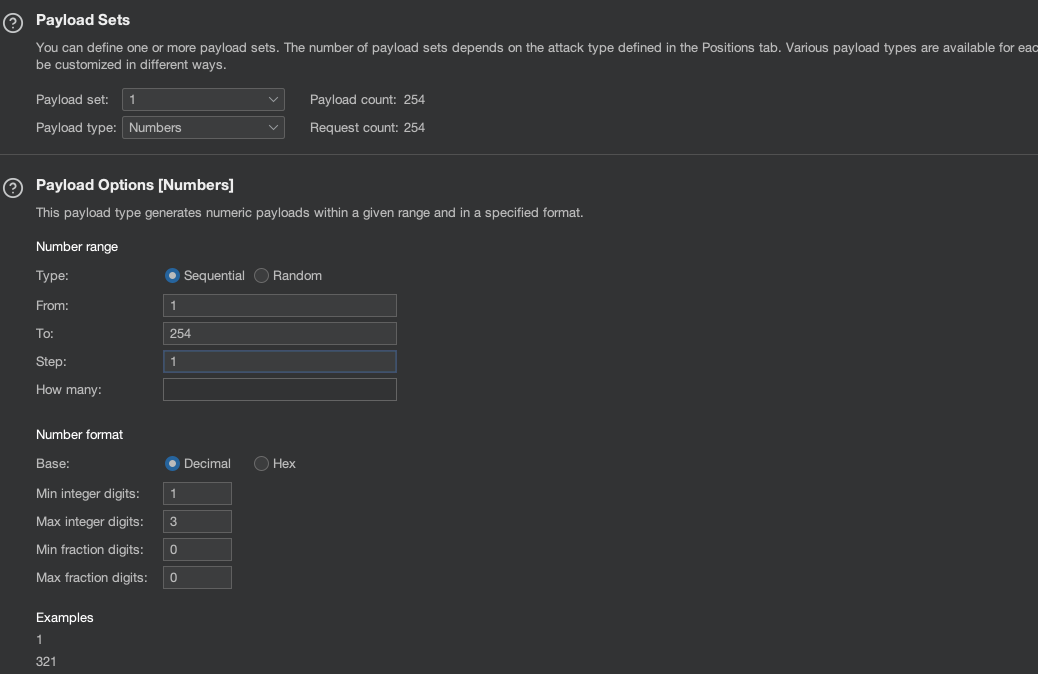 Payload Sets
You can define one or more payload sets. The number of payload sets depends on the attack type defined in the Positions tab. Various payload types are available for eac
be customized in different ways.
Payload set: 1 Payload count: 254
Payload type: Numbers Request count: 254
Payload Options [Numbers]
This payload type generates numeric payloads within a given range and in a specified format.
Number range
Type: Sequential Random
From: 1
To: 254
Step: 1
How many:
Number format
Base: Decimal Hex
Min integer digits: 1
Max integer digits: 3
Min fraction digits: 0
Max fraction digits: 0
Examples
1
321